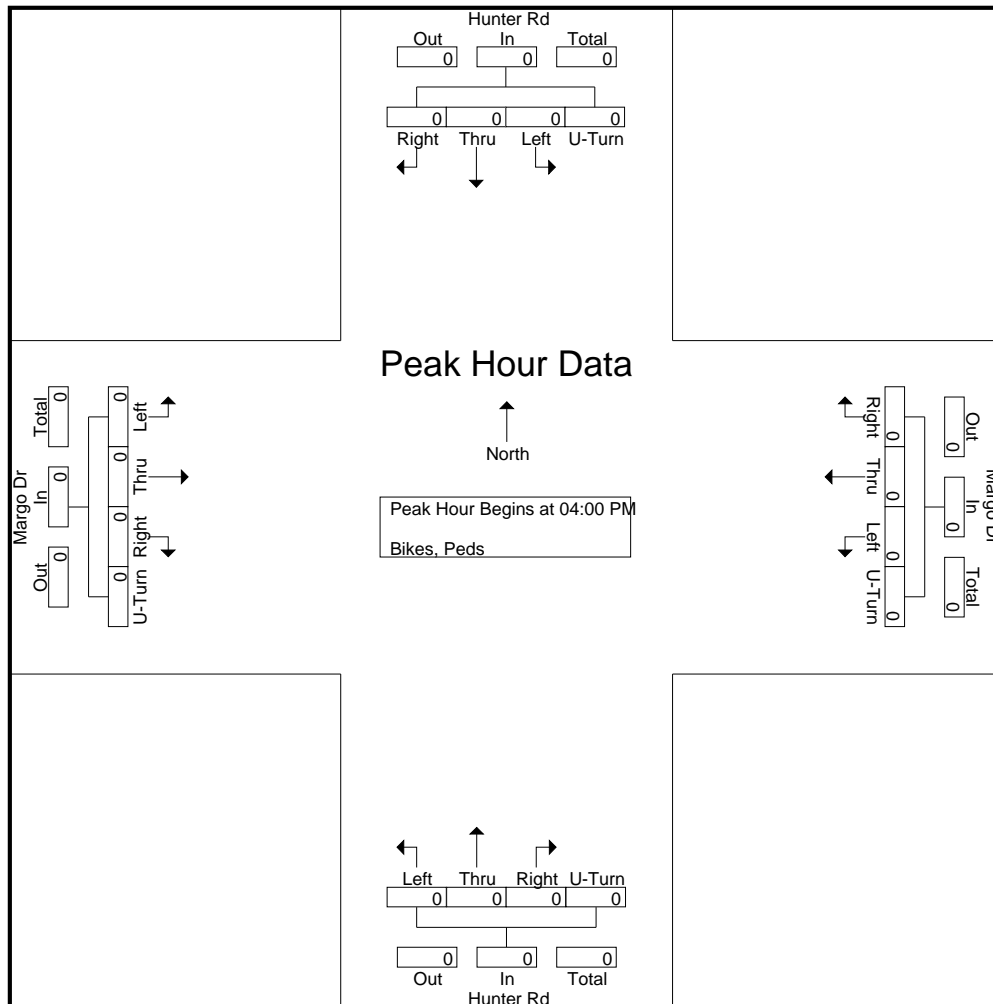 Hunter Rd
Out In Total
0 0 0
0 0 0 0
Right Thru Left U-Turn
Peak Hour Data
North
Peak Hour Begins at 04:00 PM
Bikes, Peds
Margo Dr
Total In Out
0 0 0
0 0 0 0
Left Thru Right U-Turn
Right Thru Left U-Turn
0 0 0 0
Out In Total
0 0 0
Margo Dr
Left Thru Right U-Turn
0 0 0 0
0 0 0
Out In Total
Hunter Rd